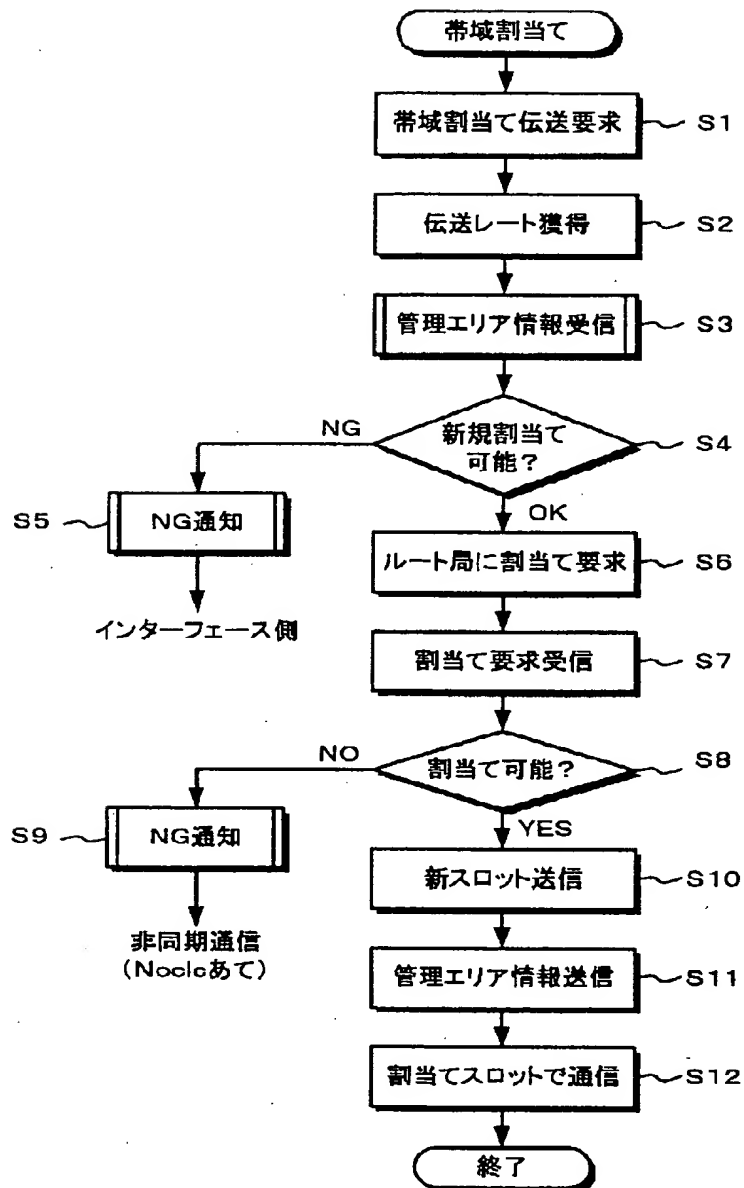 帯域割当て
帯域割当て伝送要求
S1
伝送レート獲得
S2
管理エリア情報受信
S3
NG
新規割当て
可能？
S4
S5
NG通知
OK
インターフェース側
ルート局に割当て要求
S6
割当て要求受信
S7
NO
割当て可能？
S8
S9
NG通知
YES
新スロット送信
S10
非同期通信
(Nodeあて)
管理エリア情報送信
S11
割当てスロットで通信
S12
終了